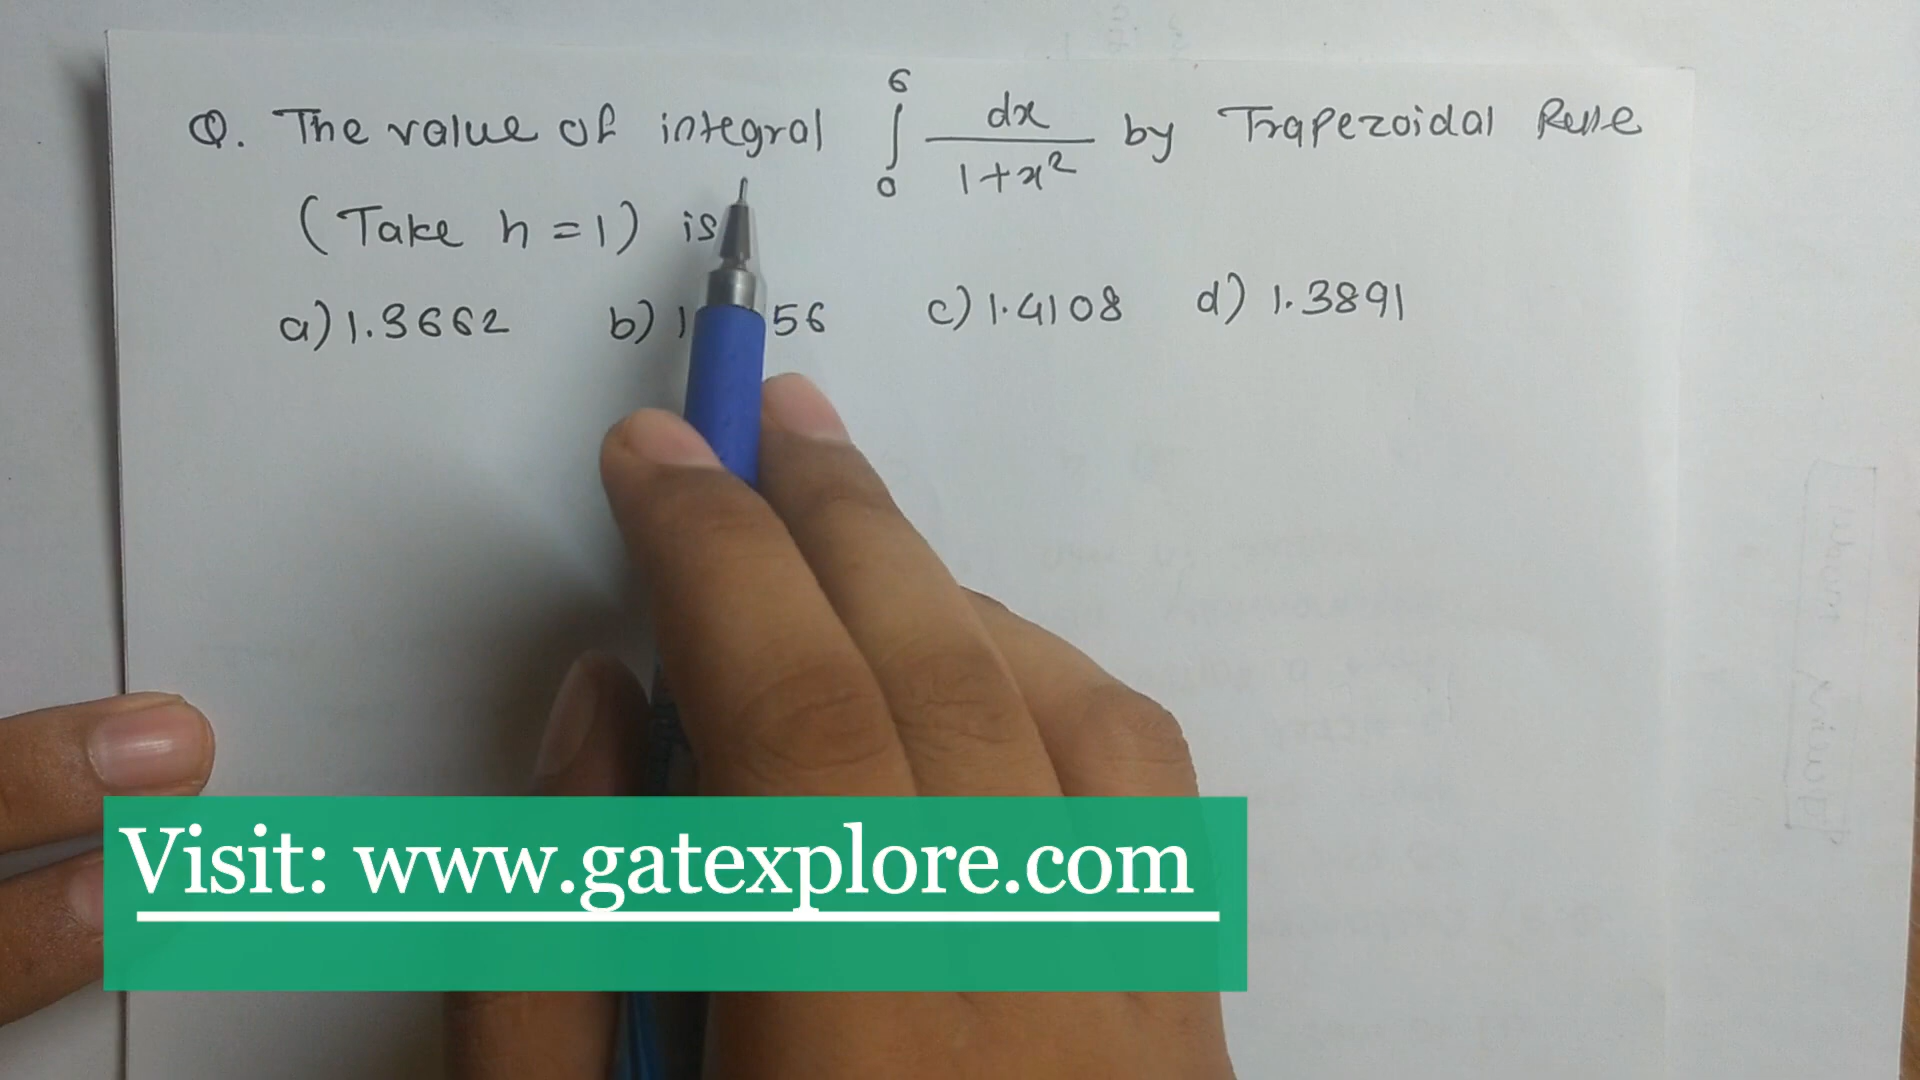 Q. The value of integral ∫₀⁶ dx/(1+x²) by Trapezoidal Rule
(Take h = 1) is
a) 1.3662 b) 1 56 c) 1.4108 d) 1.3891
Visit: www.gatexplore.com